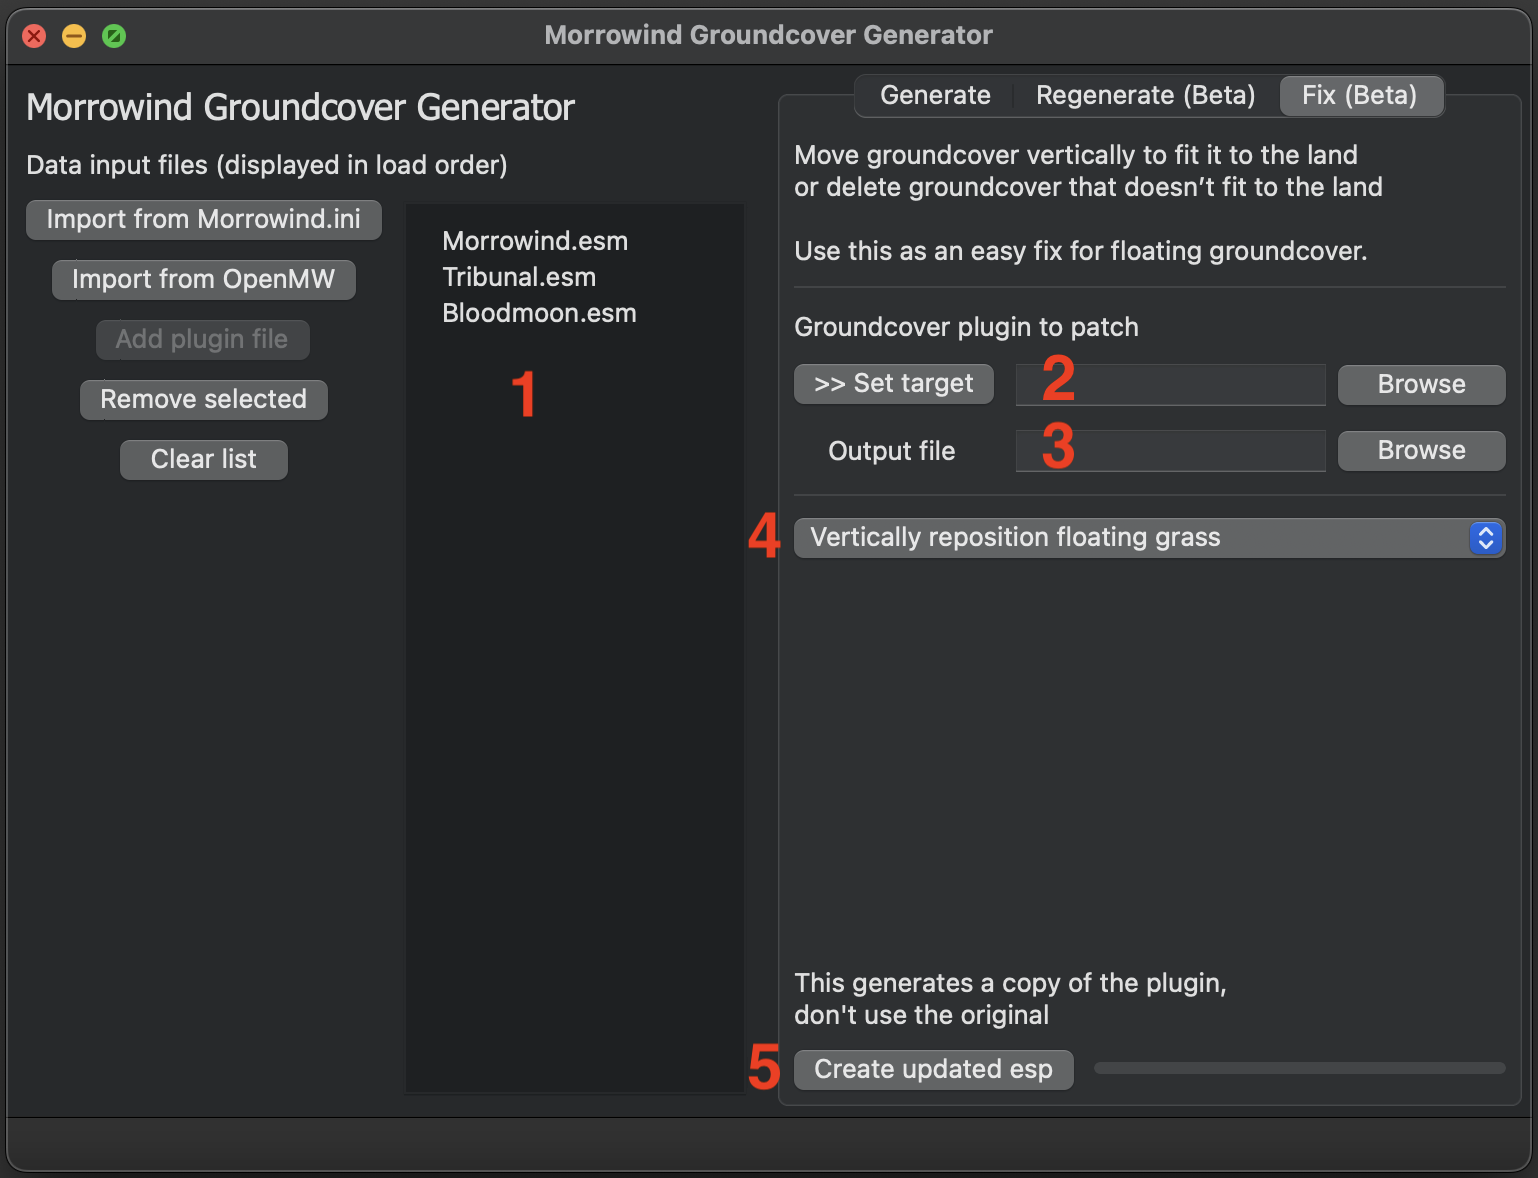 Morrowind Groundcover Generator
Morrowind Groundcover Generator
Data input files (displayed in load order)
Import from Morrowind.ini
Import from OpenMW
Add plugin file
Remove selected
Clear list
Morrowind.esm
Tribunal.esm
Bloodmoon.esm
1
Generate
Regenerate (Beta)
Fix (Beta)
Move groundcover vertically to fit it to the land
or delete groundcover that doesn’t fit to the land
Use this as an easy fix for floating groundcover.
Groundcover plugin to patch
>> Set target
2
Browse
Output file
3
Browse
4
Vertically reposition floating grass
This generates a copy of the plugin,
don't use the original
5
Create updated esp